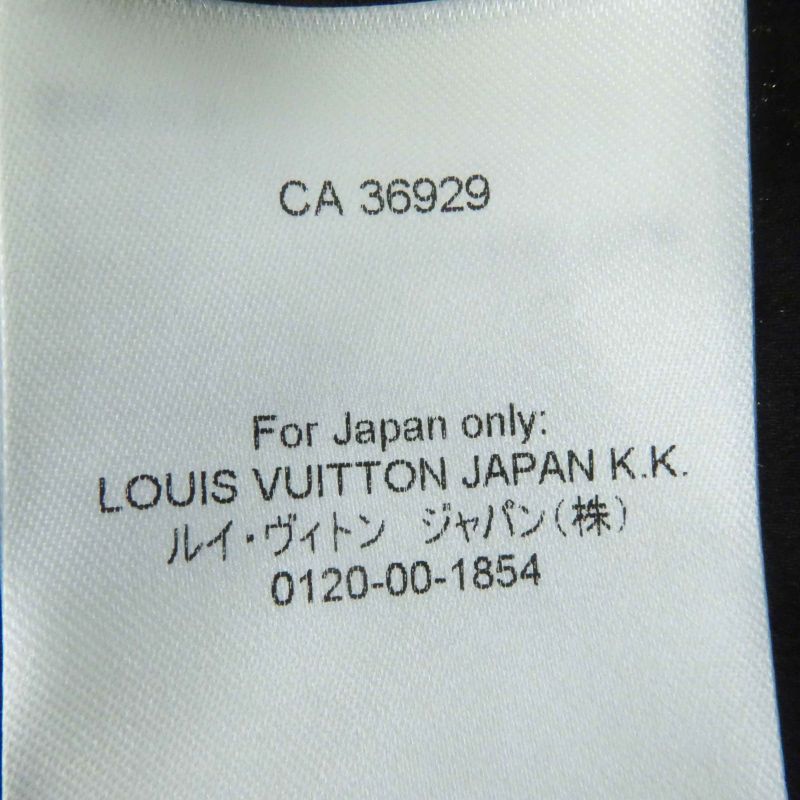 CA 36929
For Japan only:
LOUIS VUITTON JAPAN K.K.
ルイ・ヴィトン　ジャパン(株)
0120-00-1854